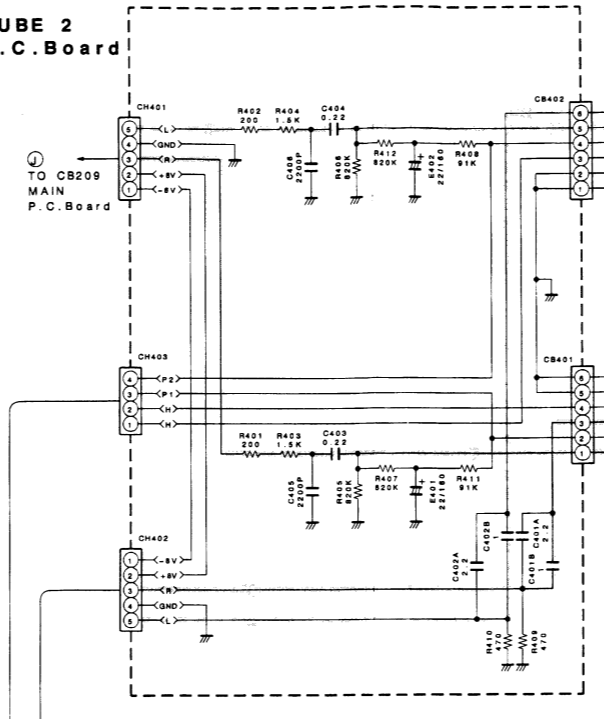 UBE 2
.C.Board
CH401
5 <L>
4 <GND>
3 <R>
2 <+8V>
1 <-8V>
J
TO CB209
MAIN
P.C.Board
R402
200
R404
1.5K
C404
0.22
C406
2200P
R406
820K
R412
820K
E402
22/160
R408
91K
CB402
6
5
4
3
2
1
CH403
4 <P2>
3 <P1>
2 <H>
1 <H>
CB401
6
5
4
3
2
1
R401
200
R403
1.5K
C403
0.22
C405
2200P
R405
820K
R407
820K
E401
22/160
R411
91K
CH402
1 <-8V>
2 <+8V>
3 <R>
4 <GND>
5 <L>
C402A
2.2
C402B
1
C401A
2.2
C401B
1
R410
470
R409
470